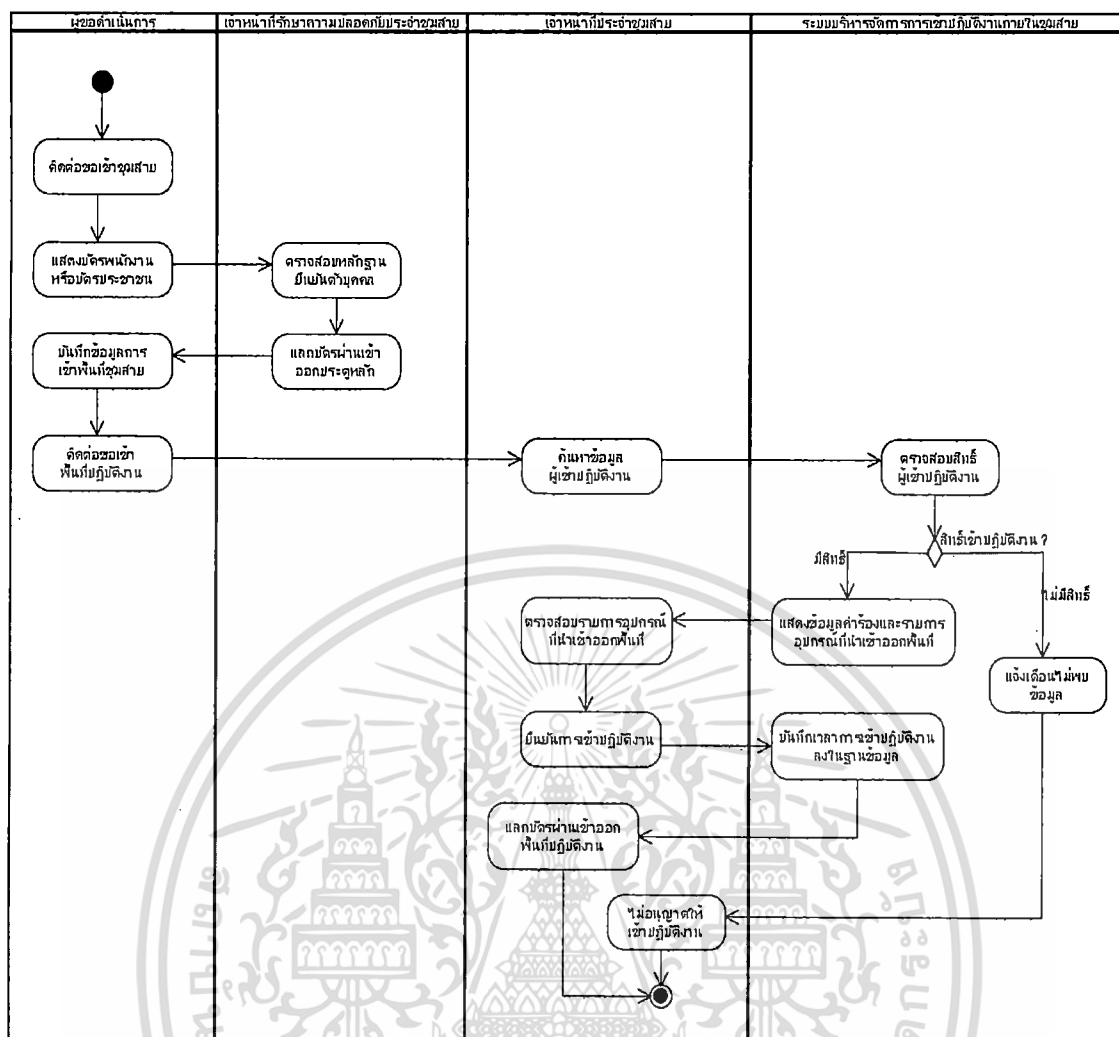 ผู้ขอดำเนินการ
เจ้าหน้าที่รักษาความปลอดภัยประจำชุมสาย
เจ้าหน้าที่ประจำชุมสาย
ระบบบริหารจัดการการเข้าปฏิบัติงานภายในชุมสาย
ติดต่อขอเข้าชุมสาย
แสดงบัตรพนักงาน
หรือบัตรประชาชน
ตรวจสอบหลักฐาน
ยืนยันตัวบุคคล
บันทึกข้อมูลการ
เข้าพื้นที่ชุมสาย
แลกบัตรผ่านเข้า
ออกประตูหลัก
ติดต่อขอเข้า
พื้นที่ปฏิบัติงาน
ค้นหาข้อมูล
ผู้เข้าปฏิบัติงาน
ตรวจสอบสิทธิ์
ผู้เข้าปฏิบัติงาน
สิทธิ์เข้าปฏิบัติงาน ?
มีสิทธิ์
ไม่มีสิทธิ์
ตรวจสอบรายการอุปกรณ์
ที่นำเข้าออกพื้นที่
แสดงข้อมูลคำร้องและรายการ
อุปกรณ์ที่นำเข้าออกพื้นที่
แจ้งเตือนไม่พบ
ข้อมูล
ยืนยันการเข้าปฏิบัติงาน
บันทึกเวลาการเข้าปฏิบัติงาน
ลงในฐานข้อมูล
แลกบัตรผ่านเข้าออก
พื้นที่ปฏิบัติงาน
ไม่อนุญาตให้
เข้าปฏิบัติงาน